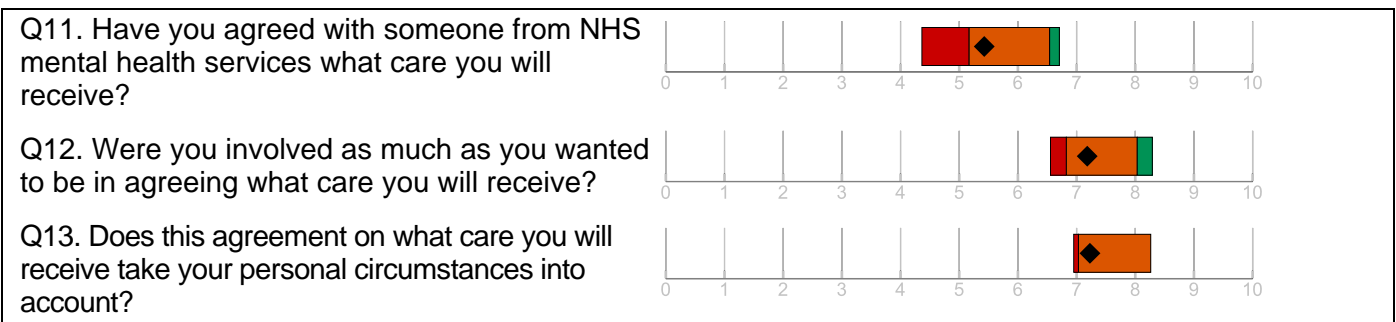 Q11. Have you agreed with someone from NHS
mental health services what care you will
receive?
0 1 2 3 4 5 6 7 8 9 10
Q12. Were you involved as much as you wanted
to be in agreeing what care you will receive?
0 1 2 3 4 5 6 7 8 9 10
Q13. Does this agreement on what care you will
receive take your personal circumstances into
account?
0 1 2 3 4 5 6 7 8 9 10